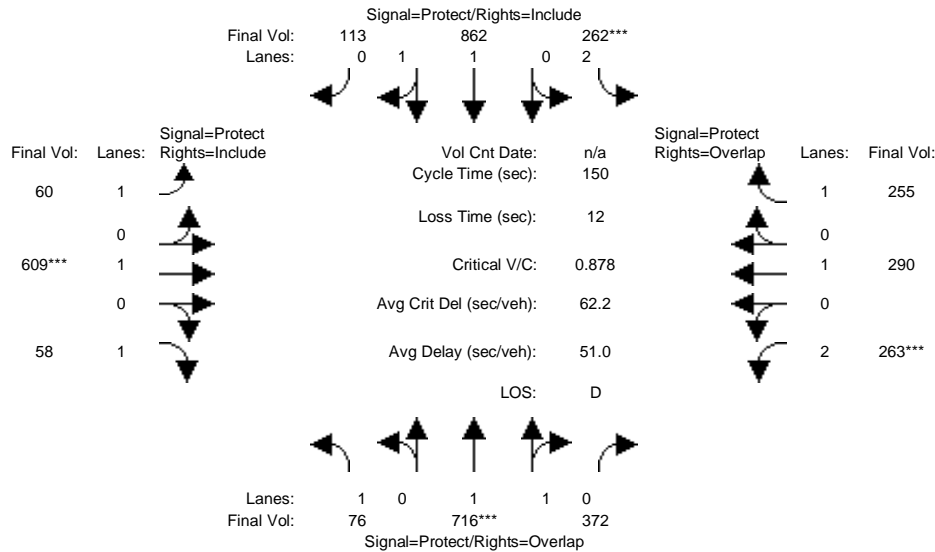 Signal=Protect/Rights=Include
Final Vol: 113 862 262***
Lanes: 0 1 1 0 2
Signal=Protect Signal=Protect
Final Vol: Lanes: Rights=Include Vol Cnt Date: n/a Rights=Overlap Lanes: Final Vol:
Cycle Time (sec): 150
60 1 1 255
Loss Time (sec): 12
0 0
609*** 1 Critical V/C: 0.878 1 290
0 Avg Crit Del (sec/veh): 62.2 0
58 1 Avg Delay (sec/veh): 51.0 2 263***
LOS: D
Lanes: 1 0 1 1 0
Final Vol: 76 716*** 372
Signal=Protect/Rights=Overlap